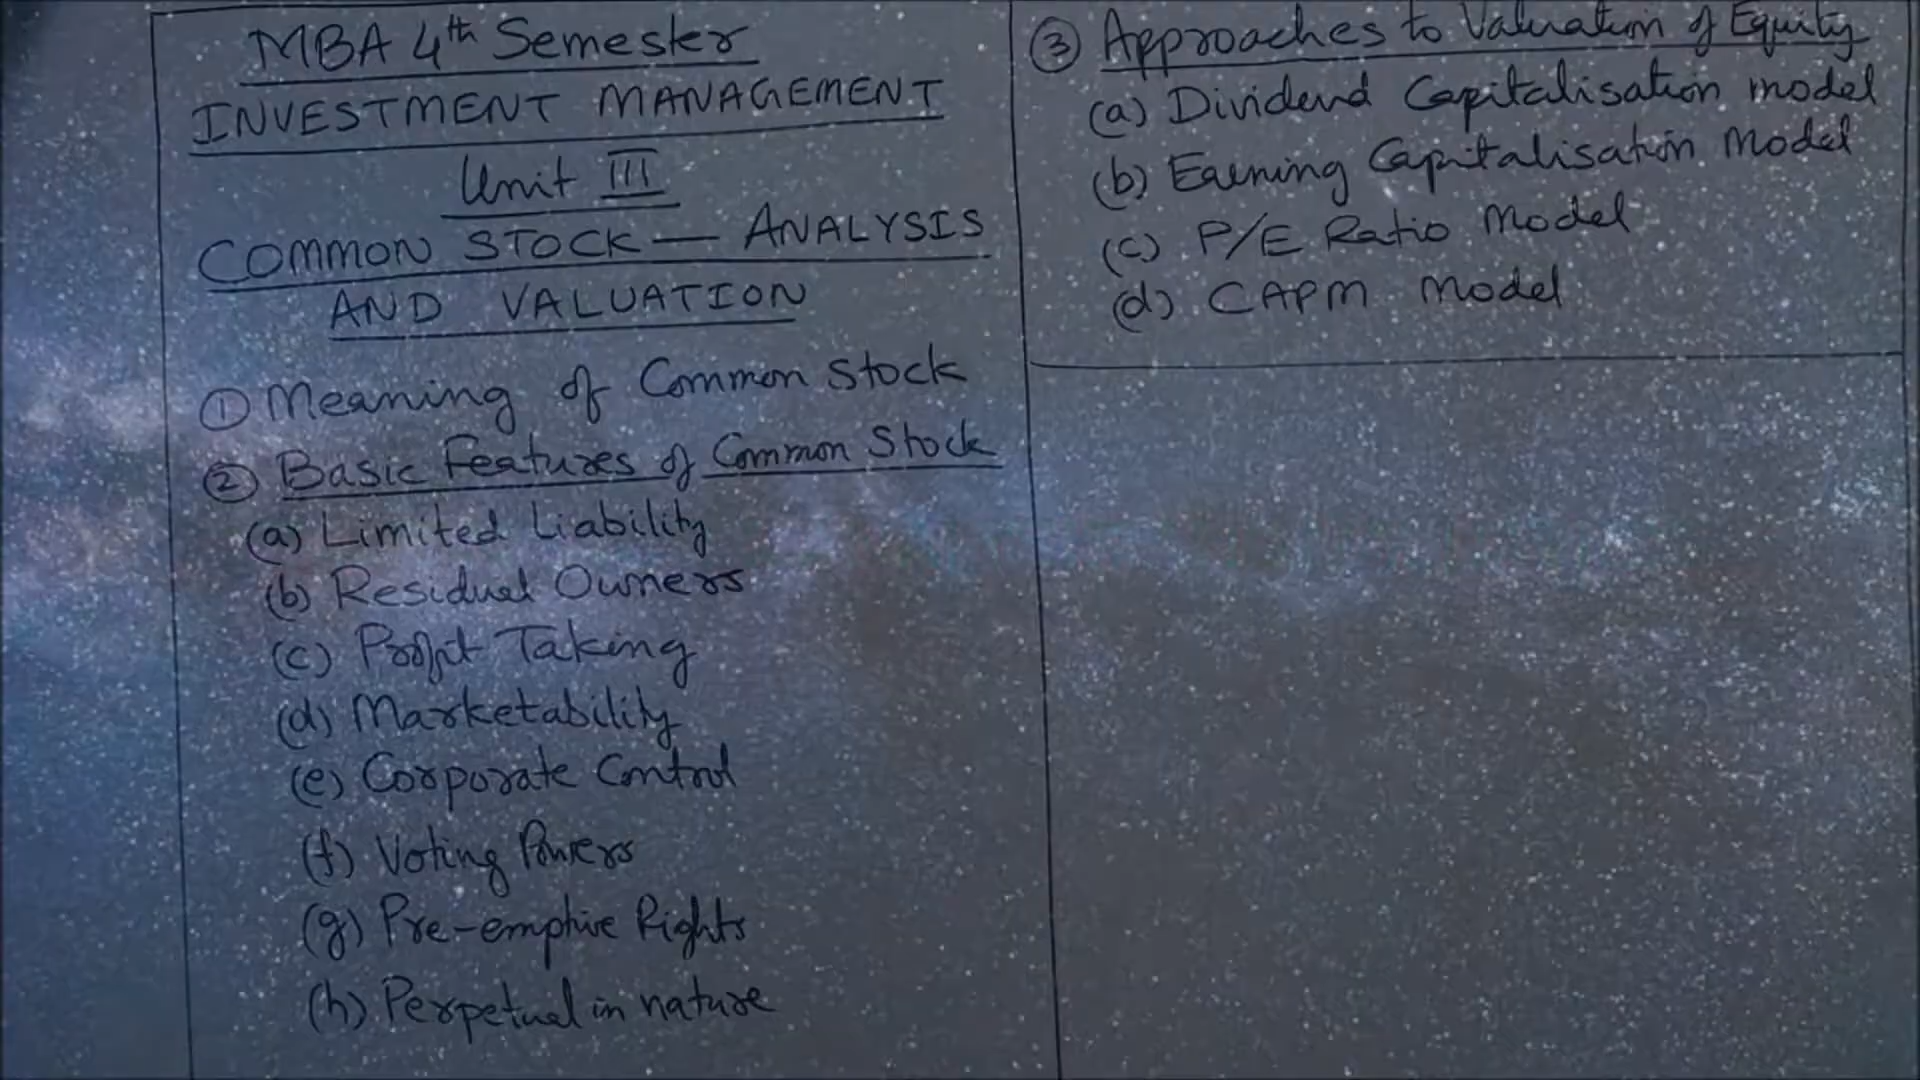 MBA 4th Semester
INVESTMENT MANAGEMENT
Unit III
COMMON STOCK — ANALYSIS
AND VALUATION
① Meaning of Common Stock
② Basic Features of Common Stock
(a) Limited Liability
(b) Residual Owners
(c) Profit Taking
(d) Marketability
(e) Corporate Control
(f) Voting Powers
(g) Pre-emptive Rights
(h) Perpetual in nature
③ Approaches to Valuation of Equity
(a) Dividend Capitalisation model
(b) Earning Capitalisation Model
(c) P/E Ratio Model
(d) CAPM Model